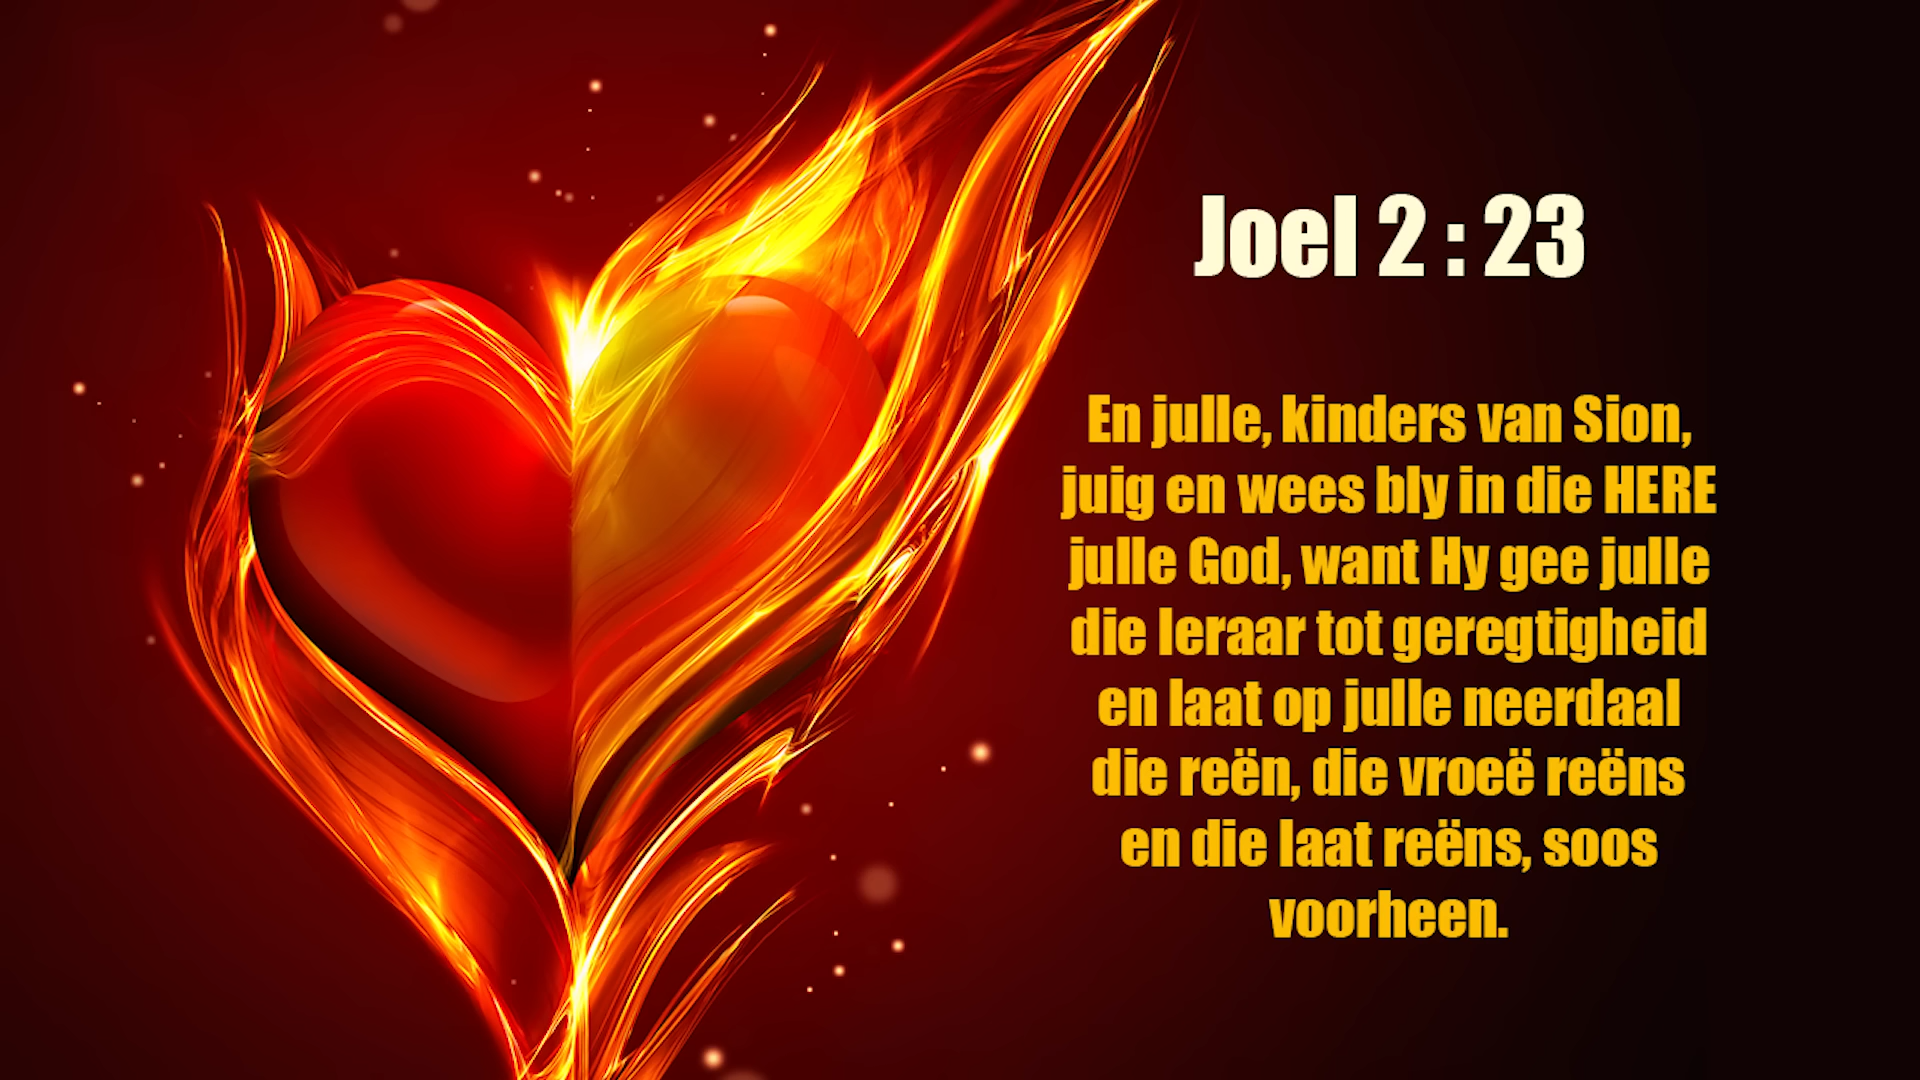 Joel 2 : 23
En julle, kinders van Sion,
juig en wees bly in die HERE
julle God, want Hy gee julle
die leraar tot geregtigheid
en laat op julle neerdaal
die reën, die vroeë reëns
en die laat reëns, soos
voorheen.